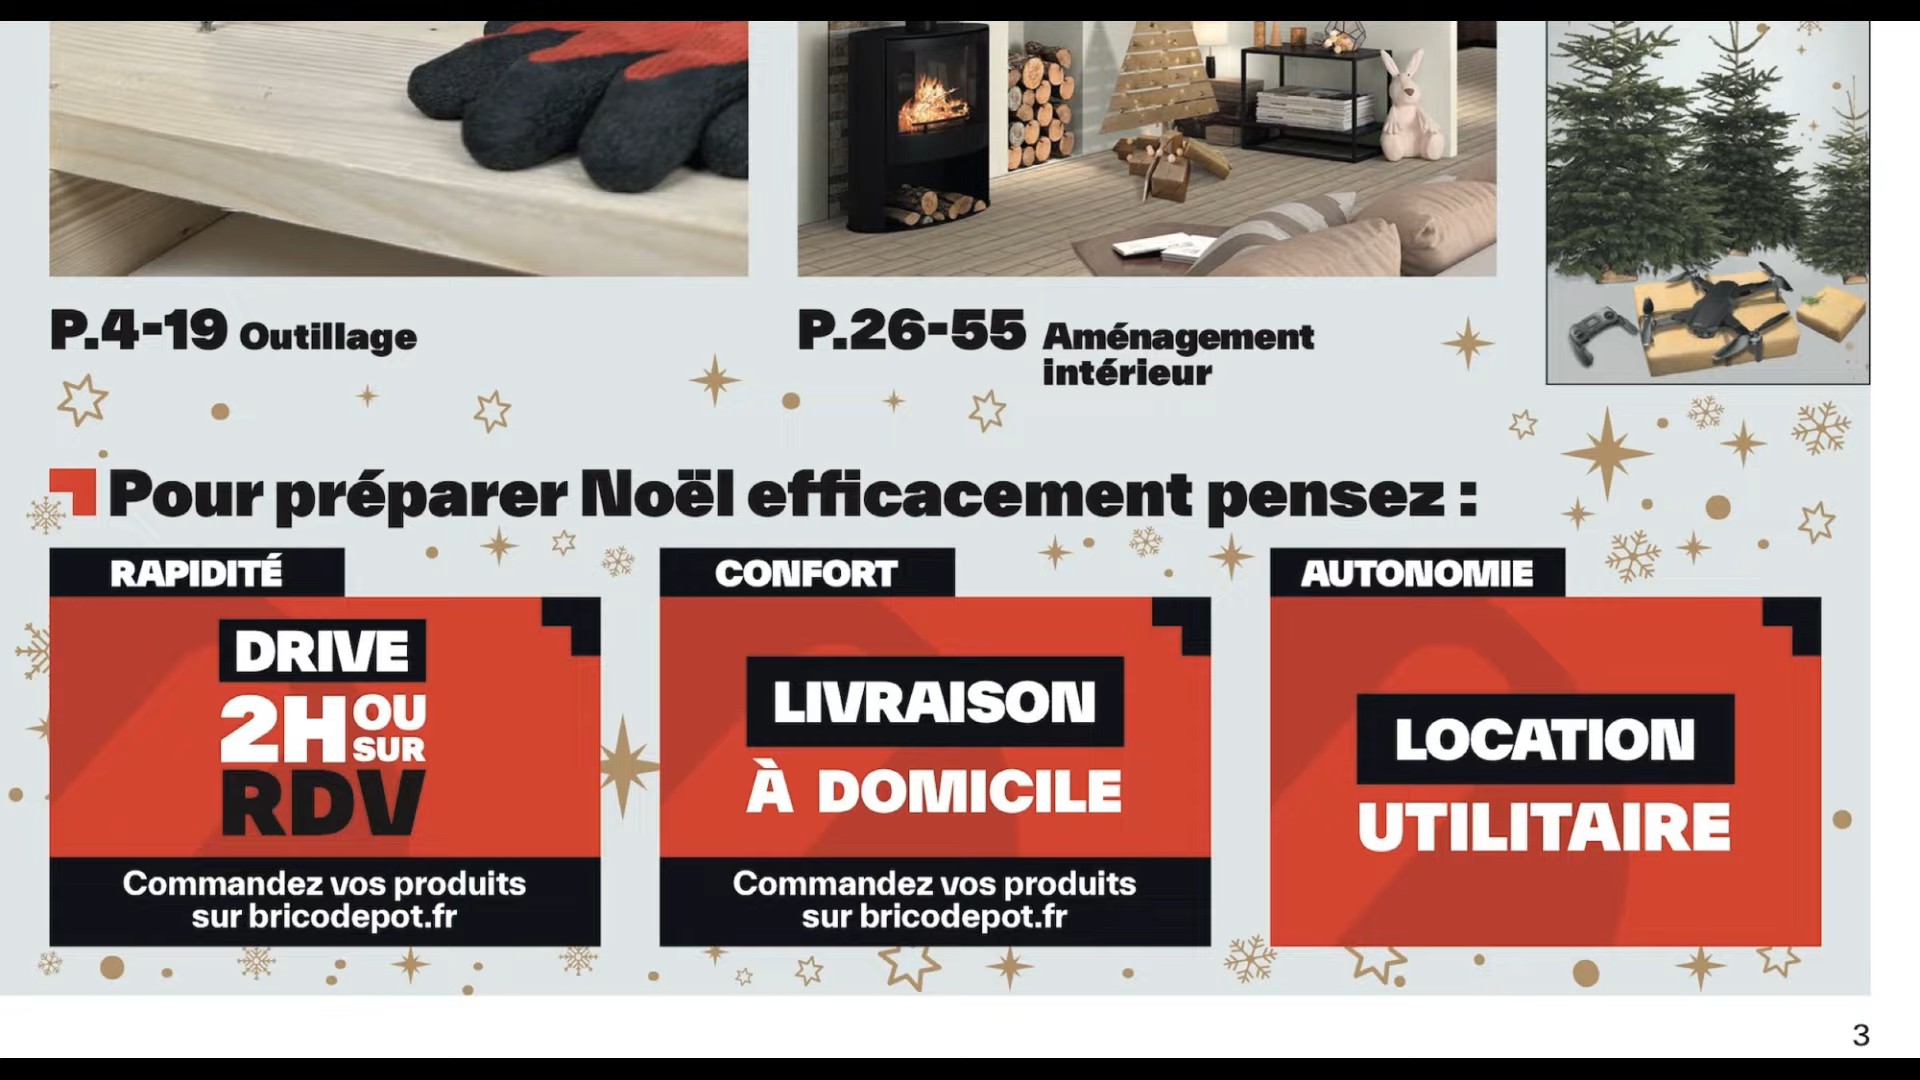 P.4-19 Outillage
P.26-55 Aménagement
intérieur
Pour préparer Noël efficacement pensez :
RAPIDITÉ
DRIVE
2H OU
SUR
RDV
Commandez vos produits
sur bricodepot.fr
CONFORT
LIVRAISON
À DOMICILE
Commandez vos produits
sur bricodepot.fr
AUTONOMIE
LOCATION
UTILITAIRE
3